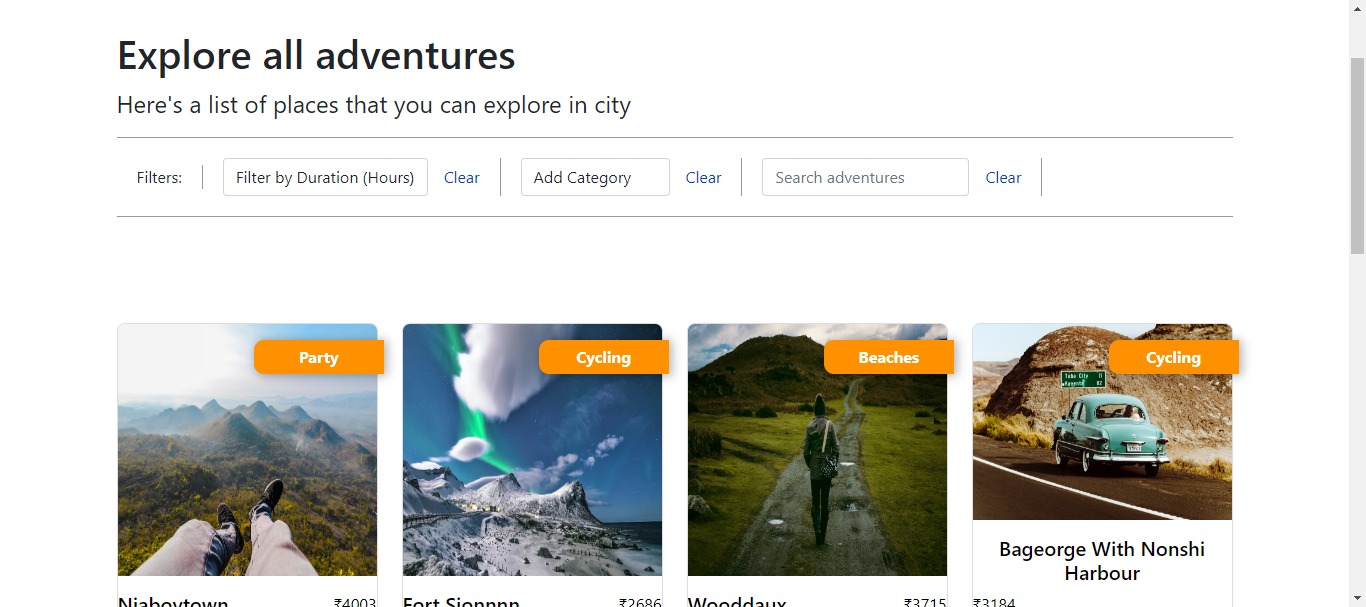 Explore all adventures
Here's a list of places that you can explore in city
Filters: Filter by Duration (Hours) Clear Add Category Clear Search adventures Clear
Party Cycling Beaches Cycling
Bageorge With Nonshi
Harbour
Niaboytown ₹4003 Fort Sionnnn ₹2686 Wooddaux ₹3715 ₹3184